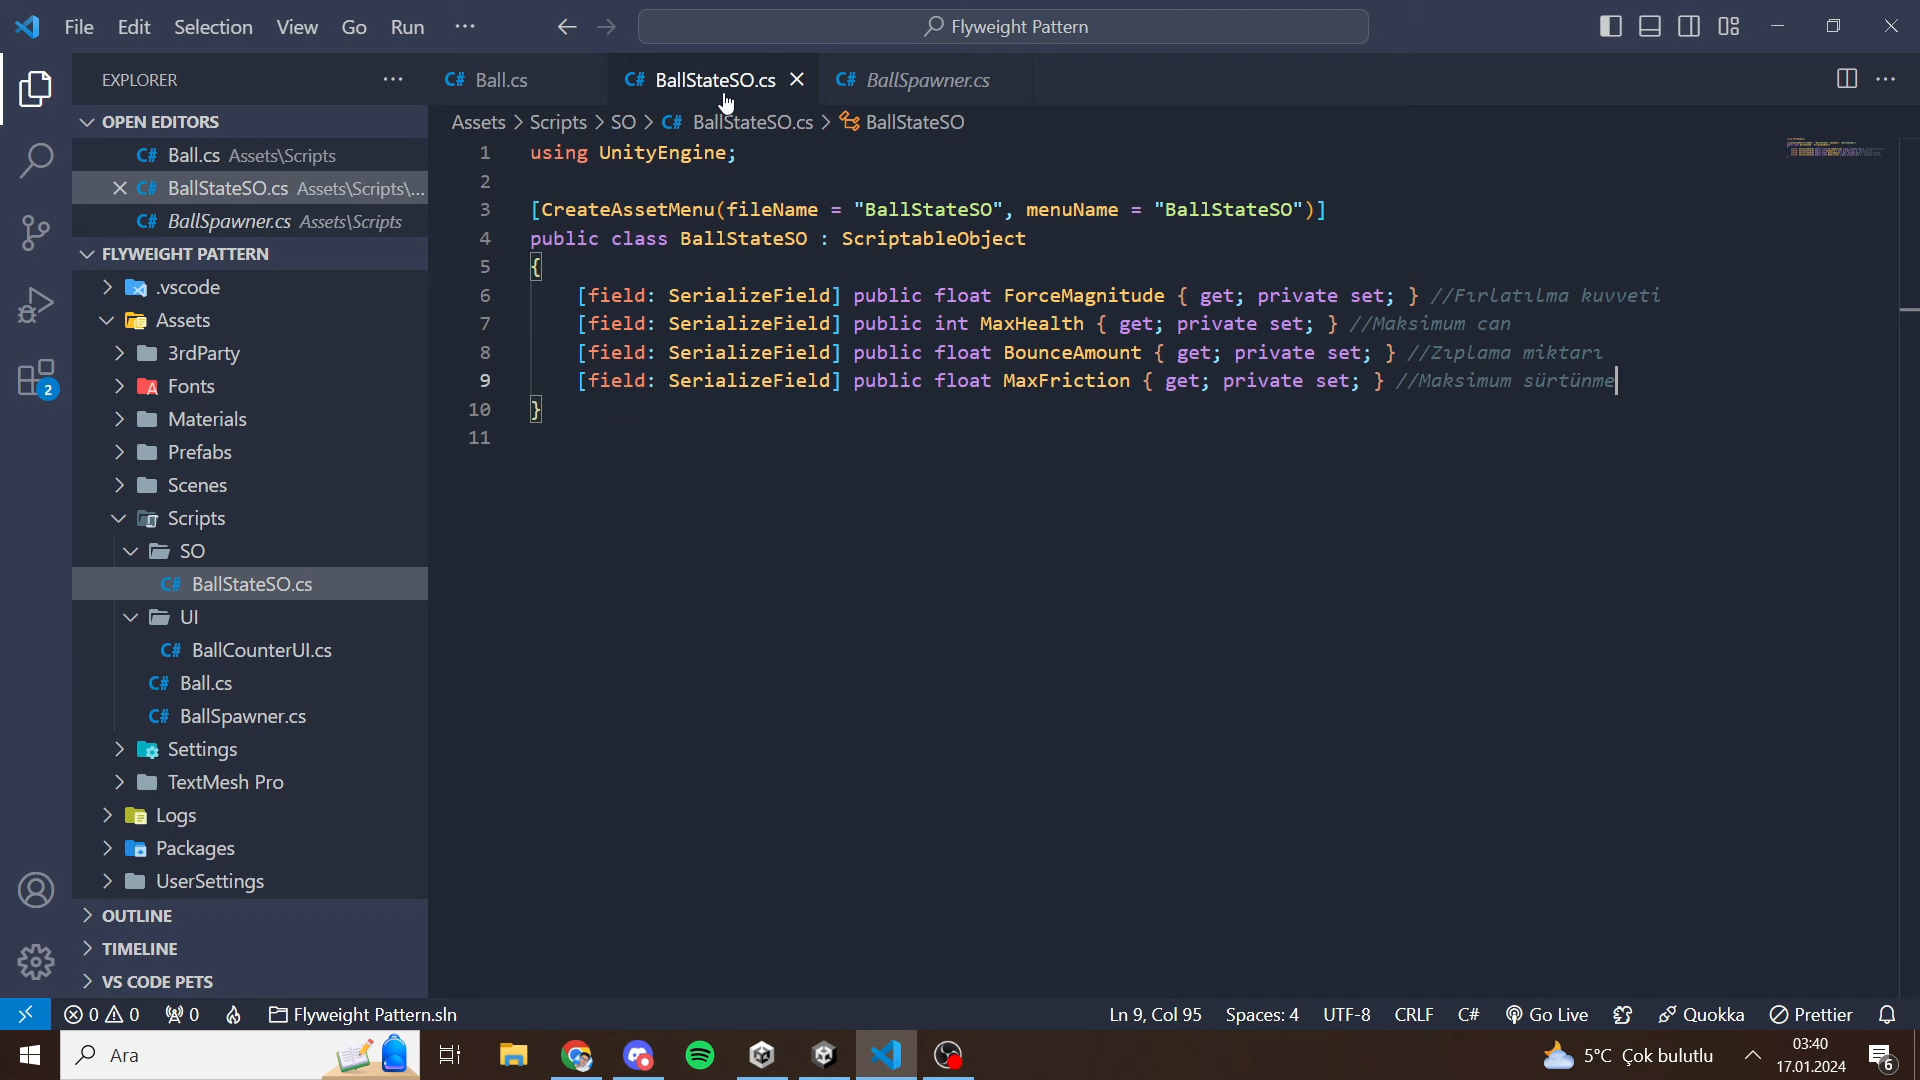 File Edit Selection View Go Run ···
Flyweight Pattern
EXPLORER
C# Ball.cs
C# BallStateSO.cs
C# BallSpawner.cs
OPEN EDITORS
C# Ball.cs Assets\Scripts
C# BallStateSO.cs Assets\Scripts\...
C# BallSpawner.cs Assets\Scripts
FLYWEIGHT PATTERN
.vscode
Assets
3rdParty
Fonts
Materials
Prefabs
Scenes
Scripts
SO
C# BallStateSO.cs
UI
C# BallCounterUI.cs
C# Ball.cs
C# BallSpawner.cs
Settings
TextMesh Pro
Logs
Packages
UserSettings
OUTLINE
TIMELINE
VS CODE PETS
2
Assets > Scripts > SO > C# BallStateSO.cs > BallStateSO
1 using UnityEngine;
2
3 [CreateAssetMenu(fileName = "BallStateSO", menuName = "BallStateSO")]
4 public class BallStateSO : ScriptableObject
5 {
6 [field: SerializeField] public float ForceMagnitude { get; private set; } //Fırlatılma kuvveti
7 [field: SerializeField] public int MaxHealth { get; private set; } //Maksimum can
8 [field: SerializeField] public float BounceAmount { get; private set; } //Zıplama miktarı
9 [field: SerializeField] public float MaxFriction { get; private set; } //Maksimum sürtünme
10 }
11
0 0 0 Flyweight Pattern.sln
Ln 9, Col 95 Spaces: 4 UTF-8 CRLF C# Go Live Quokka Prettier
Ara
5°C Çok bulutlu
03:40
17.01.2024
6